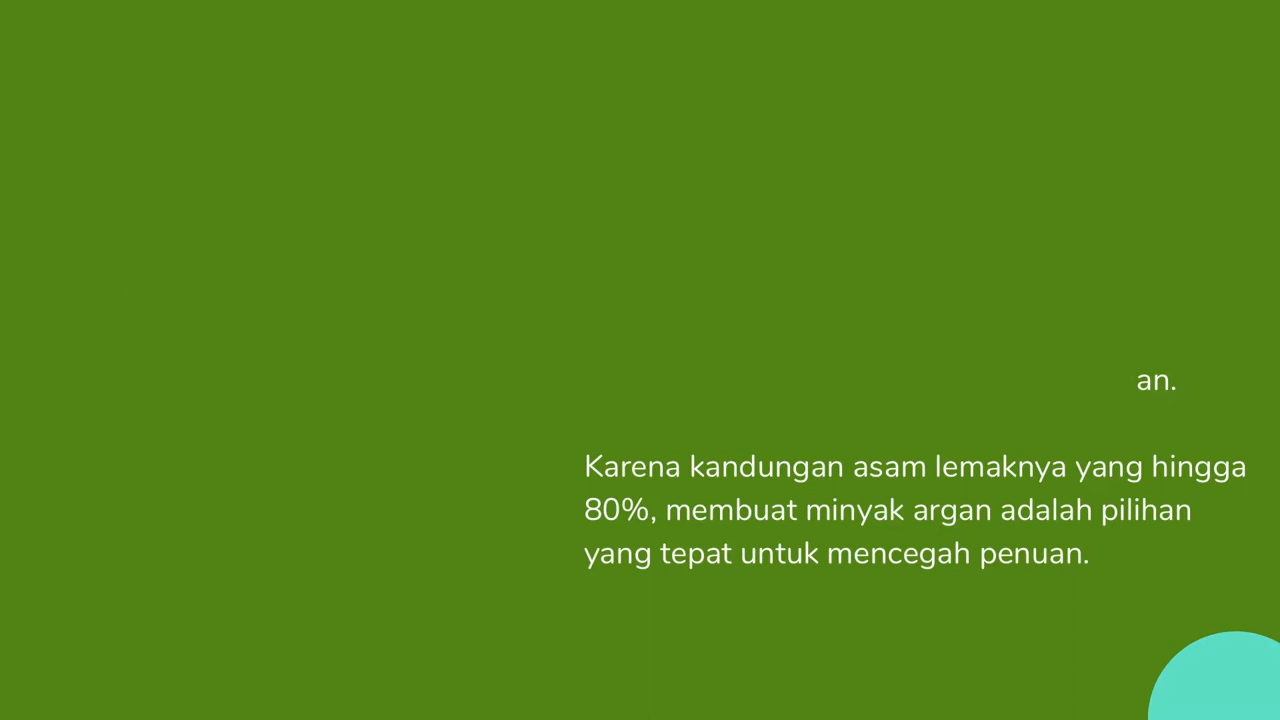 an.
Karena kandungan asam lemaknya yang hingga
80%, membuat minyak argan adalah pilihan
yang tepat untuk mencegah penuan.